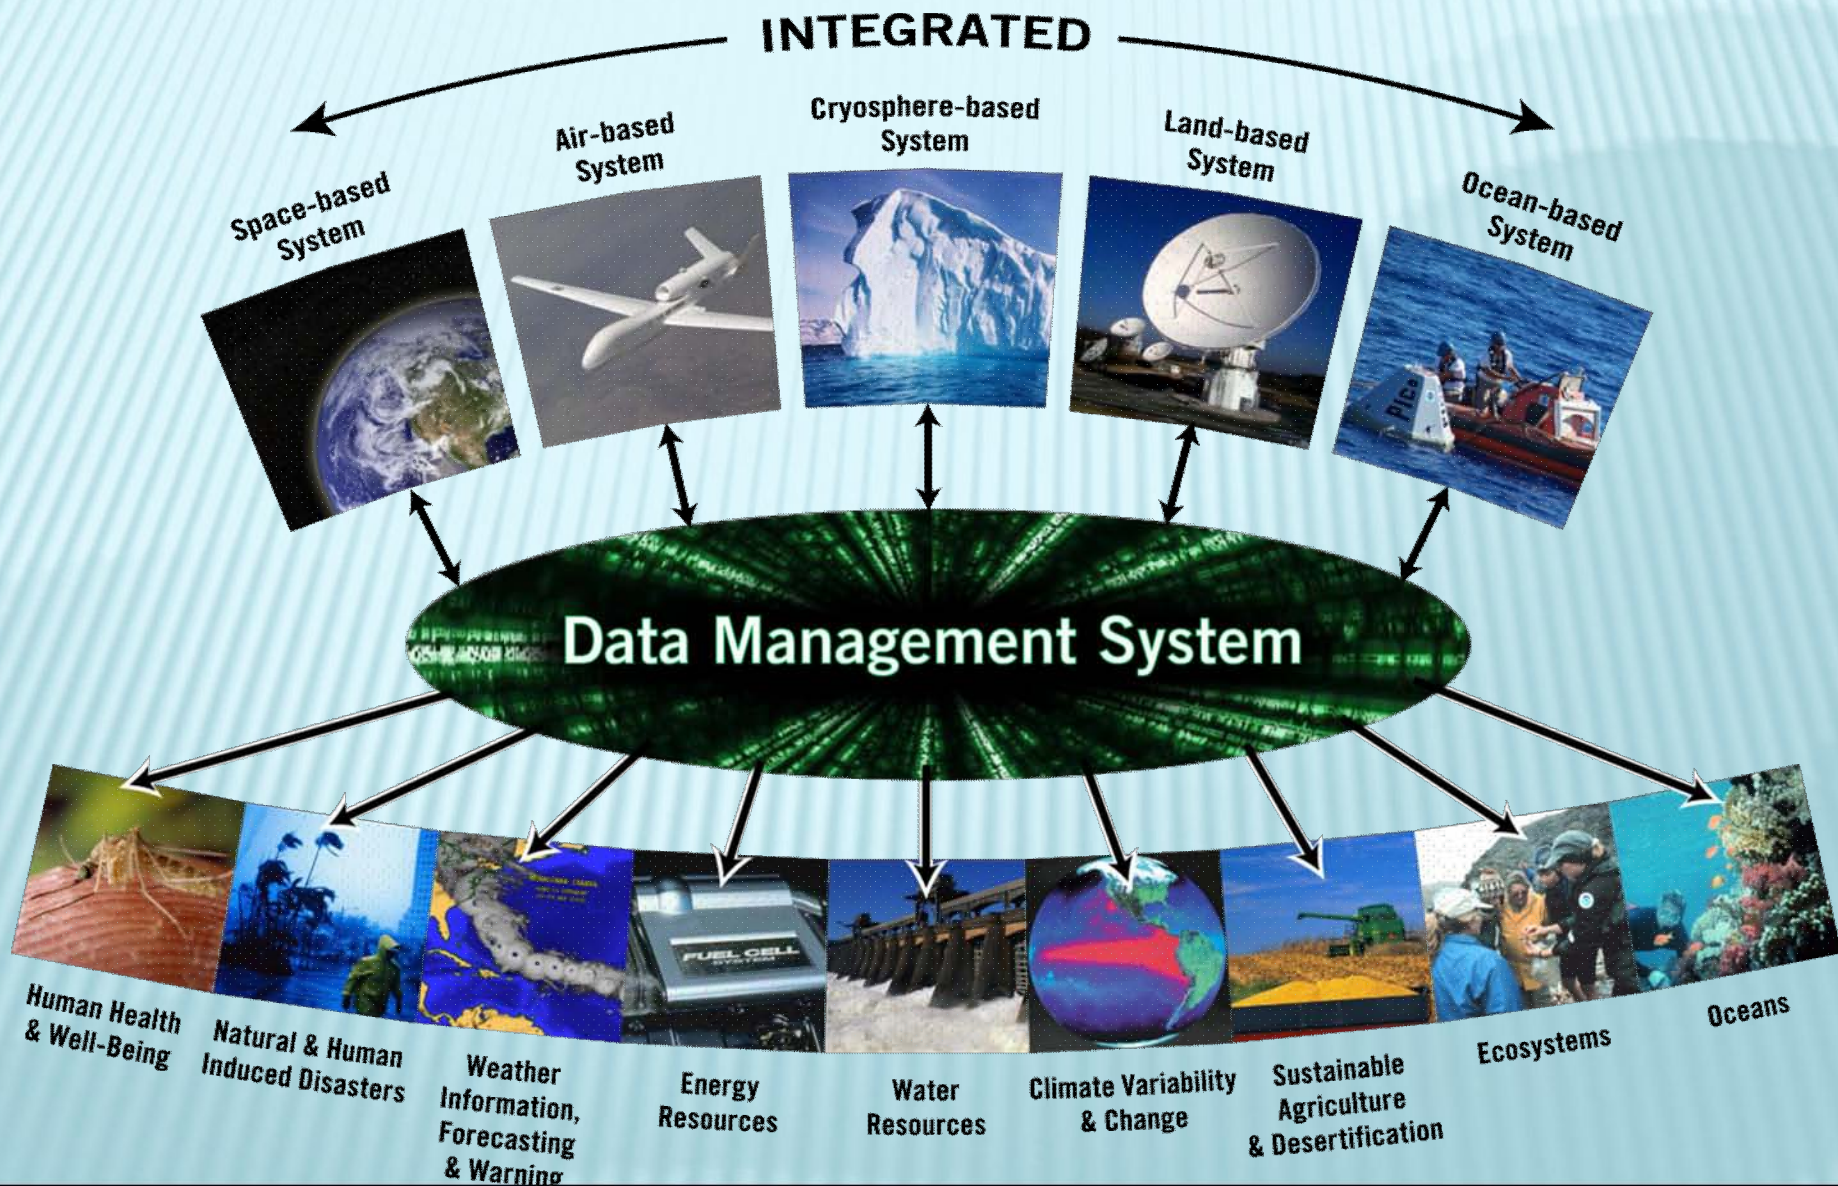 INTEGRATED
Space-based
System
Air-based
System
Cryosphere-based
System
Land-based
System
Ocean-based
System
Pica
Data Management System
FUEL CELL
SYSTEM
Human Health
& Well-Being
Natural & Human
Induced Disasters
Weather
Information,
Forecasting
& Warning
Energy
Resources
Water
Resources
Climate Variability
& Change
Sustainable
Agriculture
& Desertification
Ecosystems
Oceans